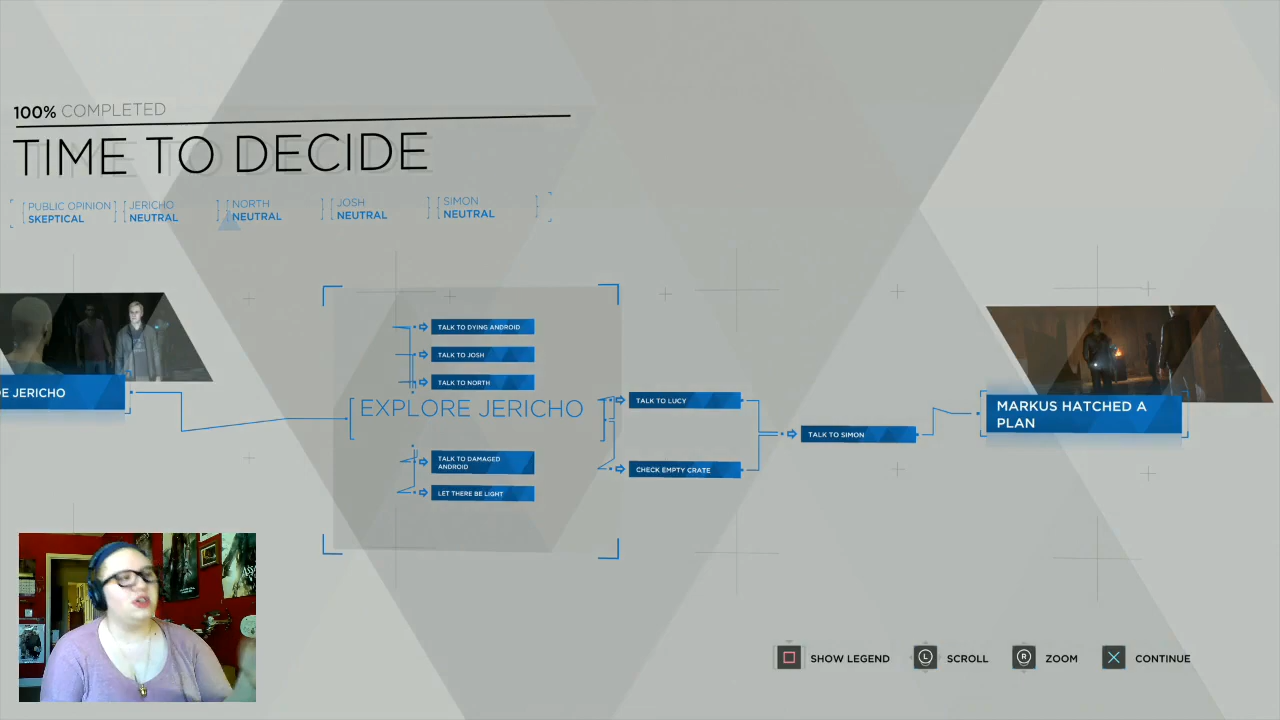 100% COMPLETED
TIME TO DECIDE
PUBLIC OPINION
SKEPTICAL
JERICHO
NEUTRAL
NORTH
NEUTRAL
JOSH
NEUTRAL
SIMON
NEUTRAL
TALK TO DYING ANDROID
TALK TO JOSH
TALK TO NORTH
EXPLORE JERICHO
TALK TO DAMAGED
ANDROID
LET THERE BE LIGHT
E JERICHO
TALK TO LUCY
CHECK EMPTY CRATE
TALK TO SIMON
MARKUS HATCHED A
PLAN
SHOW LEGEND
L
SCROLL
R
ZOOM
CONTINUE